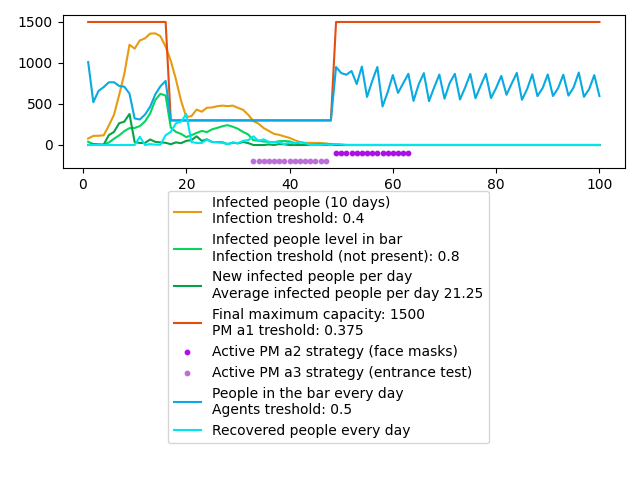 1500
1000
500
0
0
20
40
60
80
100
Infected people (10 days)
Infection treshold: 0.4
Infected people level in bar
Infection treshold (not present): 0.8
New infected people per day
Average infected people per day 21.25
Final maximum capacity: 1500
PM a1 treshold: 0.375
Active PM a2 strategy (face masks)
Active PM a3 strategy (entrance test)
People in the bar every day
Agents treshold: 0.5
Recovered people every day